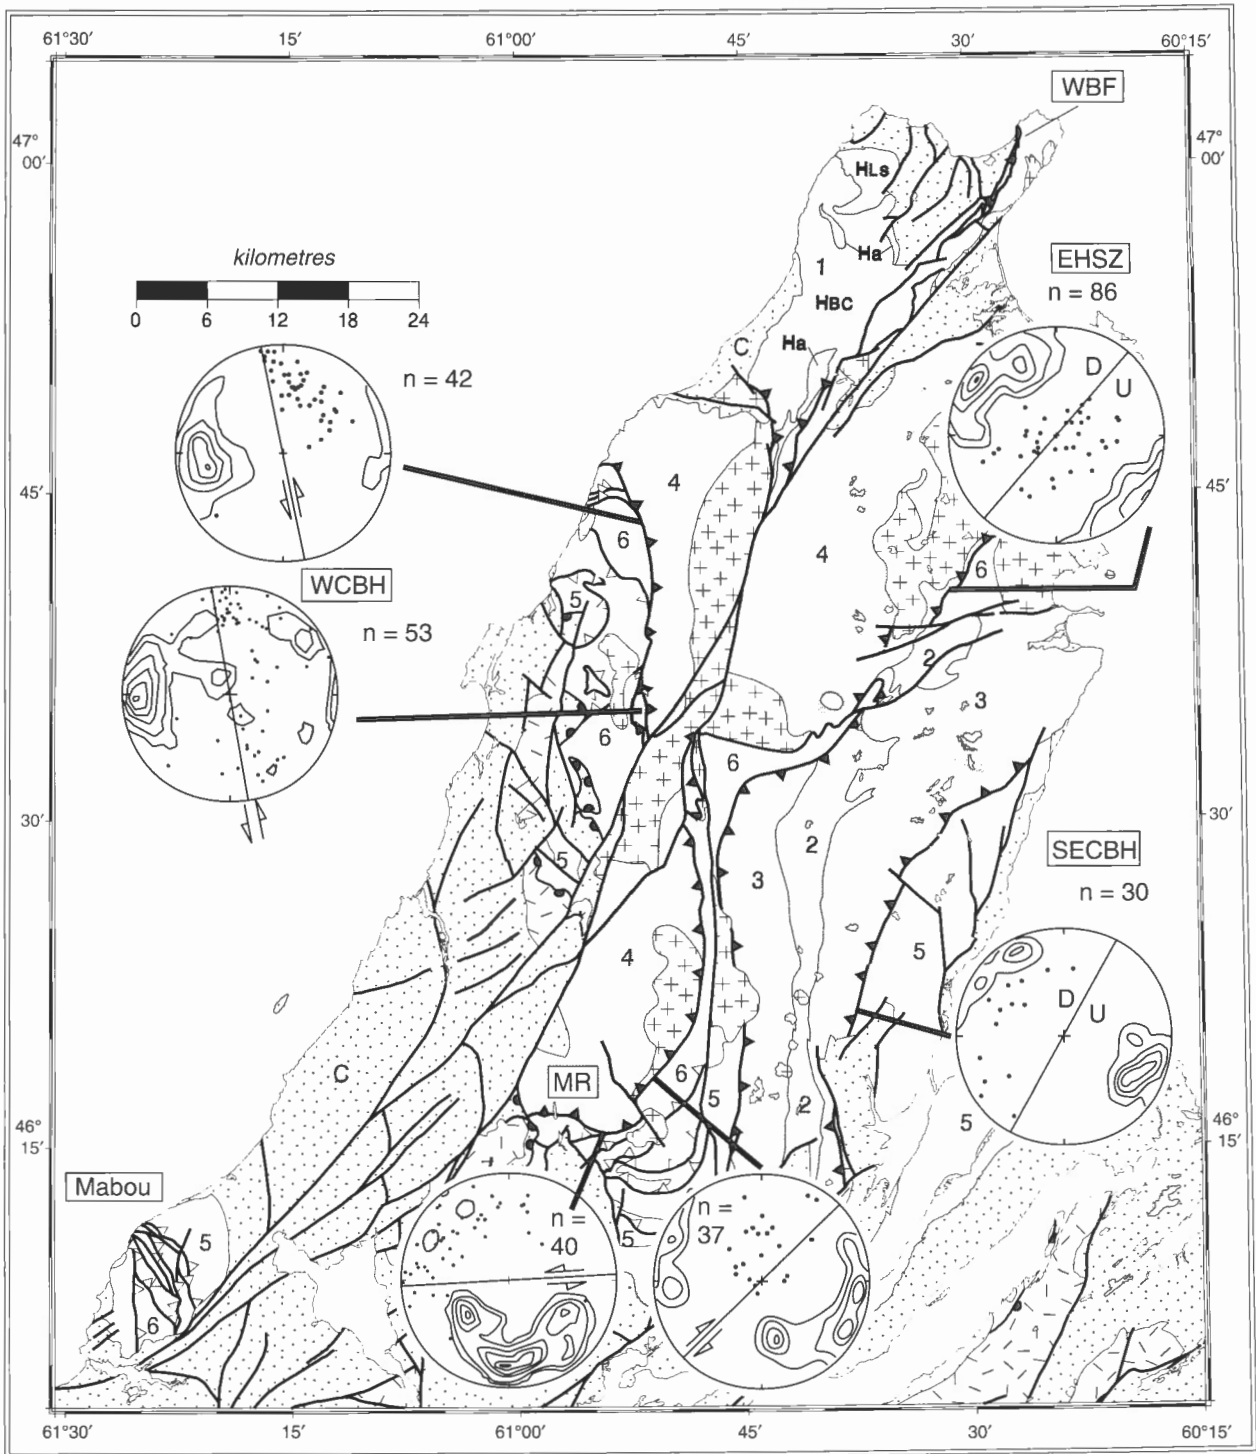 61°30′ 15′ 61°00′ 45′ 30′ 60°15′
WBF
47° 00′
47° 00′
HLs
Ha
1
HBC
Ha
C
kilometres
0 6 12 18 24
EHSZ
n = 86
D
U
n = 42
45′
45′
4
4
6
6
WCBH
n = 53
5
2
3
6
6
30′
30′
2
3
5
SECBH
n = 30
D
U
4
5
C
MR
6
5
2
5
46° 15′
46° 15′
Mabou
5
6
n = 40
5
n = 37
61°30′ 15′ 61°00′ 45′ 30′ 60°15′